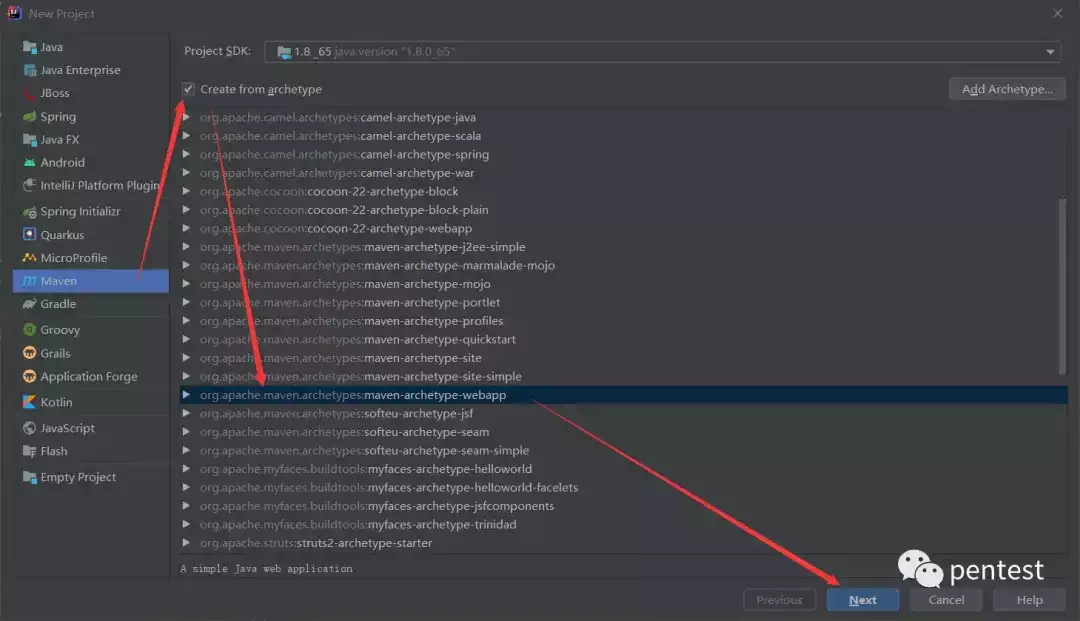 New Project
Java
Java Enterprise
JBoss
Spring
Java FX
Android
IntelliJ Platform Plugin
Spring Initializr
Quarkus
MicroProfile
Maven
Gradle
Groovy
Grails
Application Forge
Kotlin
JavaScript
Flash
Empty Project
Project SDK: 1.8 _65 java version "1.8.0_65"
Create from archetype
Add Archetype...
org.apache.camel.archetypes:camel-archetype-java
org.apache.camel.archetypes:camel-archetype-scala
org.apache.camel.archetypes:camel-archetype-spring
org.apache.camel.archetypes:camel-archetype-war
org.apache.cocoon:cocoon-22-archetype-block
org.apache.cocoon:cocoon-22-archetype-block-plain
org.apache.cocoon:cocoon-22-archetype-webapp
org.apache.maven.archetypes:maven-archetype-j2ee-simple
org.apache.maven.archetypes:maven-archetype-marmalade-mojo
org.apache.maven.archetypes:maven-archetype-mojo
org.apache.maven.archetypes:maven-archetype-portlet
org.apache.maven.archetypes:maven-archetype-profiles
org.apache.maven.archetypes:maven-archetype-quickstart
org.apache.maven.archetypes:maven-archetype-site
org.apache.maven.archetypes:maven-archetype-site-simple
org.apache.maven.archetypes:maven-archetype-webapp
org.apache.maven.archetypes:softeu-archetype-jsf
org.apache.maven.archetypes:softeu-archetype-seam
org.apache.maven.archetypes:softeu-archetype-seam-simple
org.apache.myfaces.buildtools:myfaces-archetype-helloworld
org.apache.myfaces.buildtools:myfaces-archetype-helloworld-facelets
org.apache.myfaces.buildtools:myfaces-archetype-jsfcomponents
org.apache.myfaces.buildtools:myfaces-archetype-trinidad
org.apache.struts:struts2-archetype-starter
A simple Java web application
pentest
Previous
Next
Cancel
Help